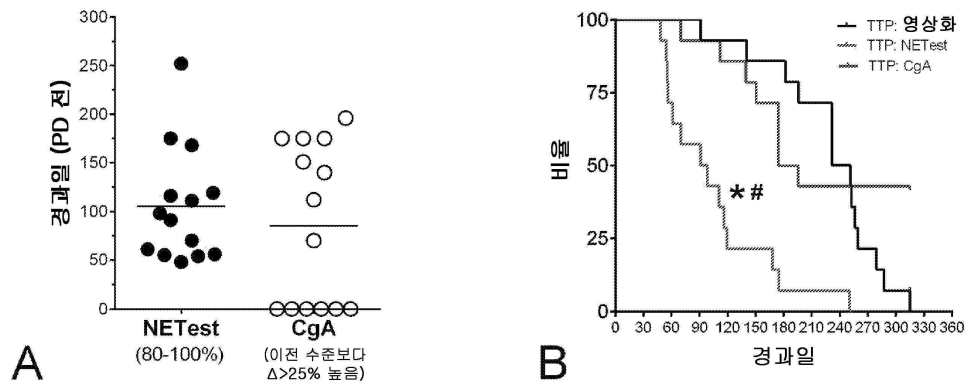 300
250
200
150
100
50
0
경과일 (PD 전)
NETest
(80-100%)
CgA
(이전 수준보다
Δ>25% 높음)
A
100
75
50
25
0
비율
TTP: 영상화
TTP: NETest
TTP: CgA
*#
0 30 60 90 120 150 180 210 240 270 300 330 360
경과일
B